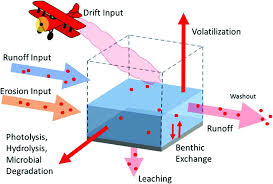 Drift Input
Volatilization
Runoff Input
Erosion Input
Washout
Runoff
Photolysis,
Hydrolysis,
Microbial
Degradation
Benthic
Exchange
Leaching